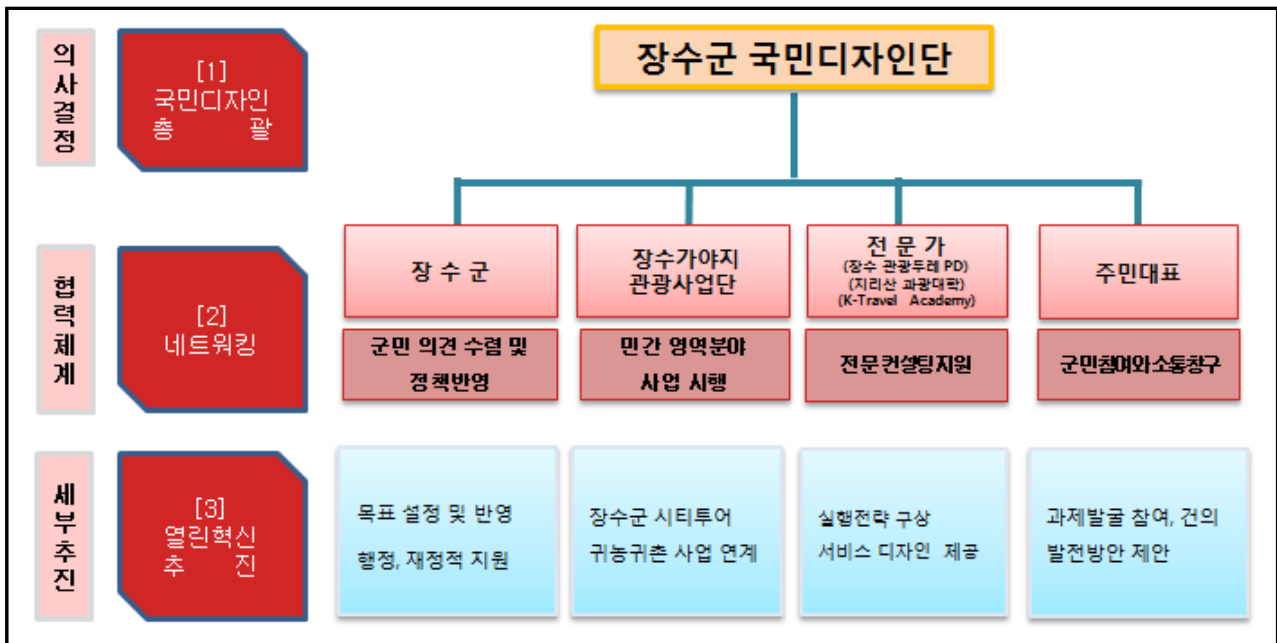 의사결정
[1]
국민디자인
총 괄
장수군 국민디자인단
협력체계
[2]
네트워킹
장 수 군
장수가야지
관광사업단
전 문 가
(장수 관광두레 PD)
(지리산 과광대학)
(K-Travel Academy)
주민대표
군민 의견 수렴 및
정책반영
민간 영역분야
사업 시행
전문컨설팅지원
군민참여와소통창구
세부추진
[3]
열린혁신
추 진
목표 설정 및 반영
행정, 재정적 지원
장수군 시티투어
귀농귀촌 사업 연계
실행전략 구상
서비스 디자인 제공
과제발굴 참여, 건의
발전방안 제안